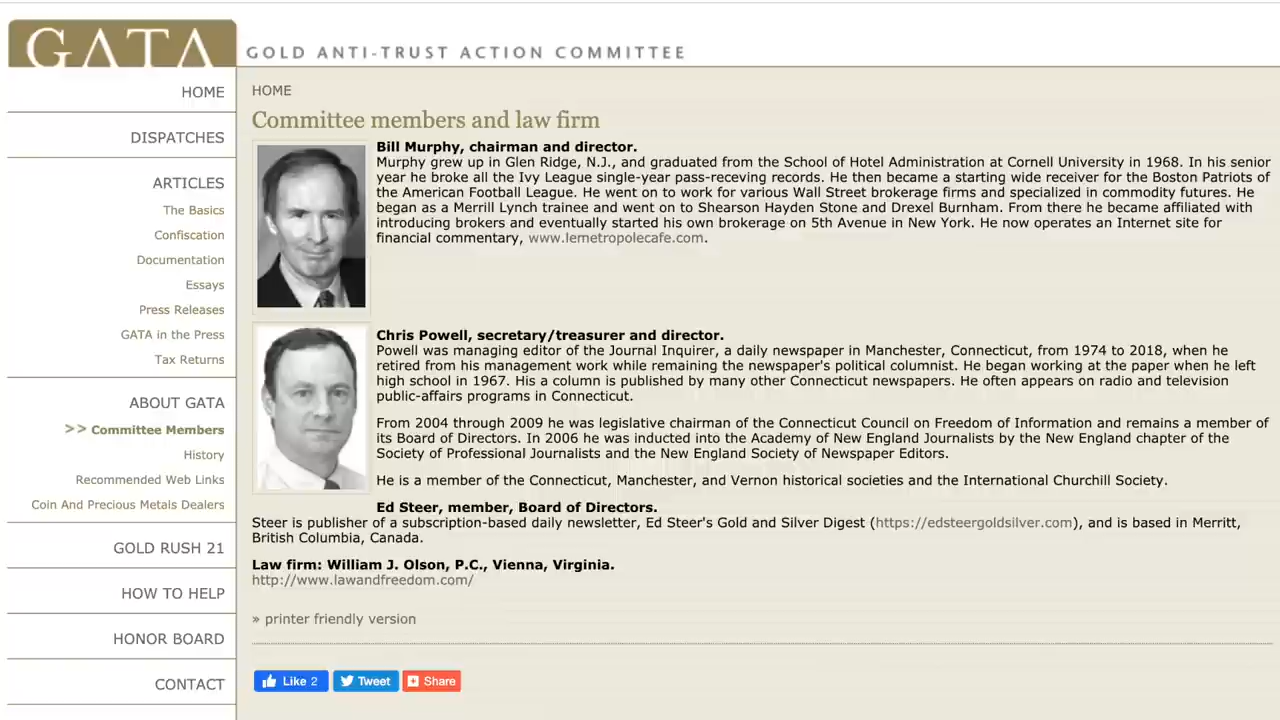 GATA
GOLD ANTI-TRUST ACTION COMMITTEE
HOME
DISPATCHES
ARTICLES
The Basics
Confiscation
Documentation
Essays
Press Releases
GATA in the Press
Tax Returns
ABOUT GATA
>> Committee Members
History
Recommended Web Links
Coin And Precious Metals Dealers
GOLD RUSH 21
HOW TO HELP
HONOR BOARD
CONTACT
HOME
Committee members and law firm
Bill Murphy, chairman and director.
Murphy grew up in Glen Ridge, N.J., and graduated from the School of Hotel Administration at Cornell University in 1968. In his senior
year he broke all the Ivy League single-year pass-receving records. He then became a starting wide receiver for the Boston Patriots of
the American Football League. He went on to work for various Wall Street brokerage firms and specialized in commodity futures. He
began as a Merrill Lynch trainee and went on to Shearson Hayden Stone and Drexel Burnham. From there he became affiliated with
introducing brokers and eventually started his own brokerage on 5th Avenue in New York. He now operates an Internet site for
financial commentary, www.lemetropolecafe.com.
Chris Powell, secretary/treasurer and director.
Powell was managing editor of the Journal Inquirer, a daily newspaper in Manchester, Connecticut, from 1974 to 2018, when he
retired from his management work while remaining the newspaper's political columnist. He began working at the paper when he left
high school in 1967. His a column is published by many other Connecticut newspapers. He often appears on radio and television
public-affairs programs in Connecticut.
From 2004 through 2009 he was legislative chairman of the Connecticut Council on Freedom of Information and remains a member of
its Board of Directors. In 2006 he was inducted into the Academy of New England Journalists by the New England chapter of the
Society of Professional Journalists and the New England Society of Newspaper Editors.
He is a member of the Connecticut, Manchester, and Vernon historical societies and the International Churchill Society.
Ed Steer, member, Board of Directors.
Steer is publisher of a subscription-based daily newsletter, Ed Steer's Gold and Silver Digest (https://edsteergoldsilver.com), and is based in Merritt,
British Columbia, Canada.
Law firm: William J. Olson, P.C., Vienna, Virginia.
http://www.lawandfreedom.com/
» printer friendly version
Like 2 Tweet Share